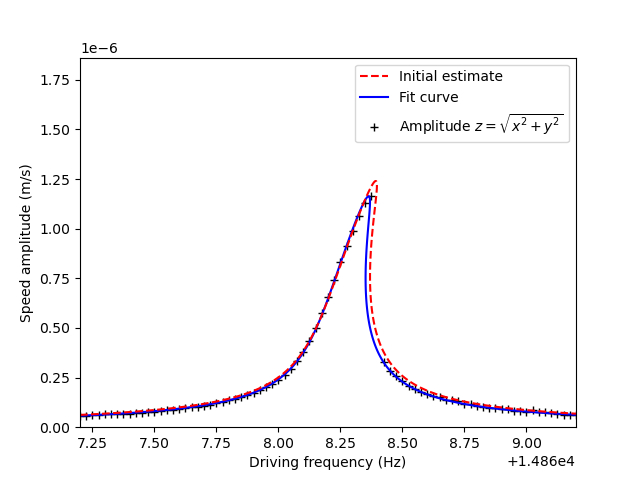 1e−6
1.75
1.50
1.25
1.00
0.75
0.50
0.25
0.00
Speed amplitude (m/s)
Initial estimate
Fit curve
Amplitude z = √x² + y²
7.25
7.50
7.75
8.00
8.25
8.50
8.75
9.00
Driving frequency (Hz)
+1.486e4